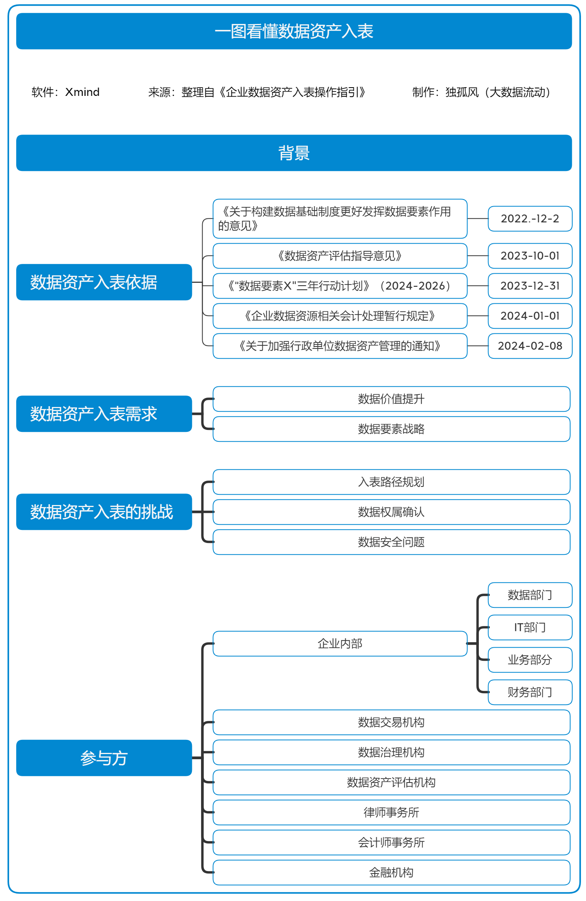 一图看懂数据资产入表
软件：Xmind
来源：整理自《企业数据资产入表操作指引》
制作：独孤风（大数据流动）
背景
数据资产入表依据
《关于构建数据基础制度更好发挥数据要素作用
的意见》
2022.-12-2
《数据资产评估指导意见》
2023-10-01
《“数据要素X”三年行动计划》（2024-2026）
2023-12-31
《企业数据资源相关会计处理暂行规定》
2024-01-01
《关于加强行政单位数据资产管理的通知》
2024-02-08
数据资产入表需求
数据价值提升
数据要素战略
数据资产入表的挑战
入表路径规划
数据权属确认
数据安全问题
参与方
企业内部
数据部门
IT部门
业务部分
财务部门
数据交易机构
数据治理机构
数据资产评估机构
律师事务所
会计师事务所
金融机构